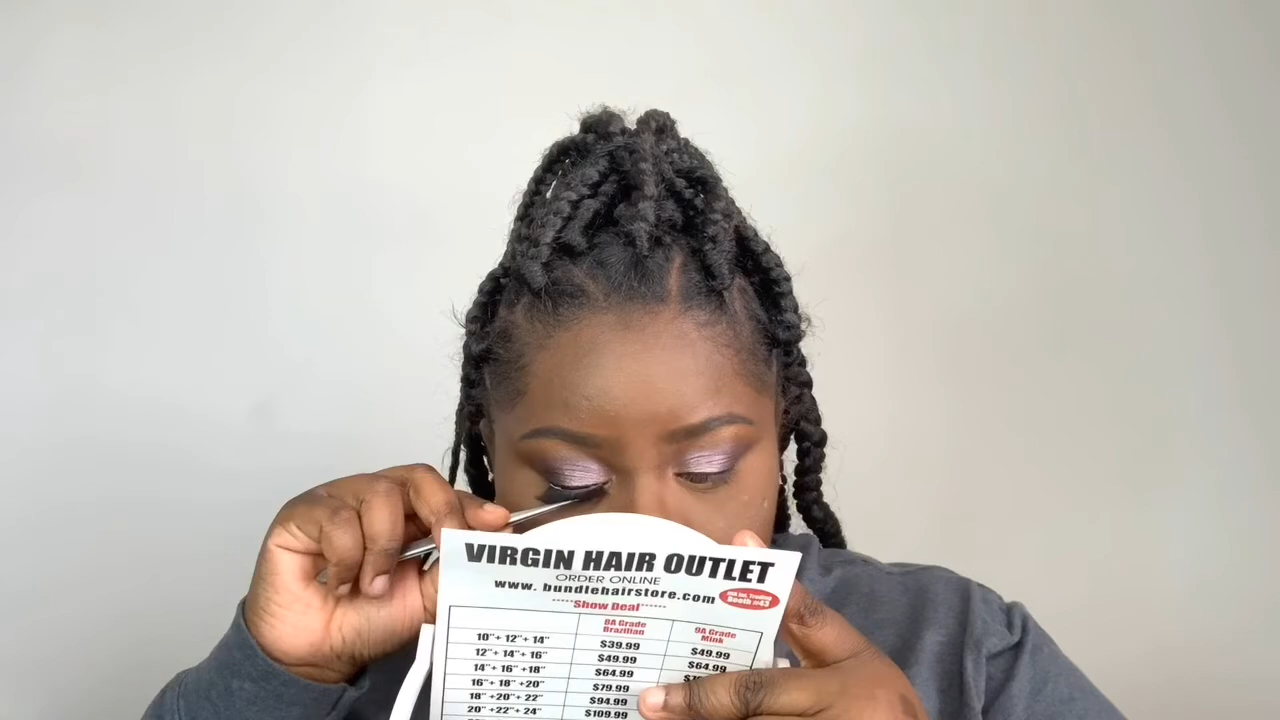 VIRGIN HAIR OUTLET
ORDER ONLINE
www. bundlehairstore.com
Booth #43
*****Show Deal******
8A Grade Brazilian
9A Grade Mink
10"+ 12"+ 14" $39.99 $49.99
12"+ 14"+ 16" $49.99 $64.99
14"+ 16" +18" $64.99
16"+ 18" +20" $79.99
18" +20"+ 22" $94.99
20" +22"+ 24" $109.99